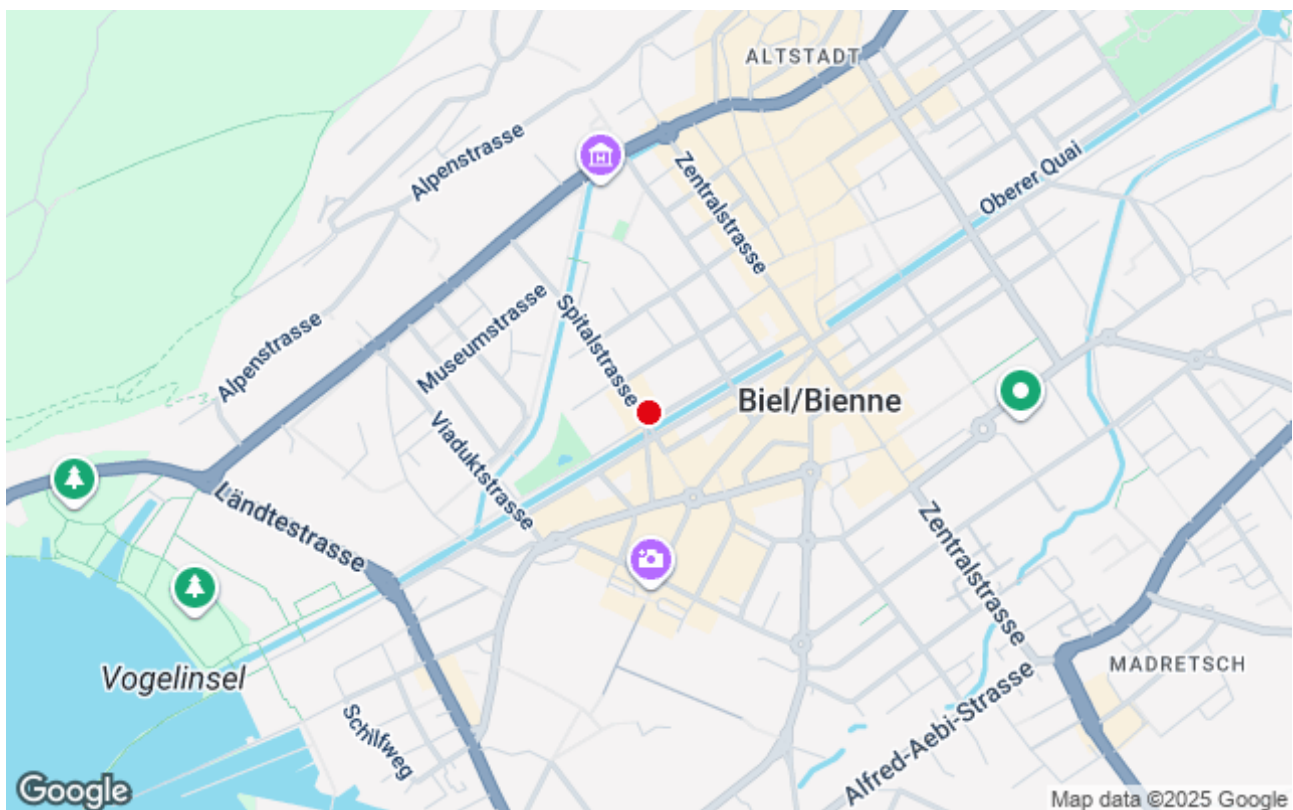 ALTSTADT
Alpenstrasse
Zentralstrasse
Oberer Quai
Museumstrasse
Spitalstrasse
Alpenstrasse
Biel/Bienne
Viaduktstrasse
Ländtestrasse
Zentralstrasse
Vogelinsel
MADRETSCH
Schilfweg
Alfred-Aebi-Strasse
Google
Map data ©2025 Google